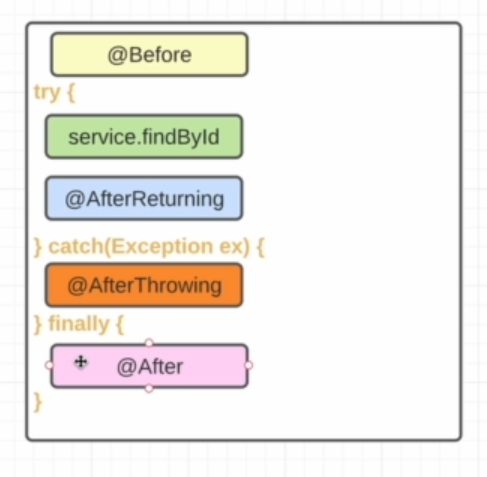 @Before
try {
service.findById
@AfterReturning
} catch(Exception ex) {
@AfterThrowing
} finally {
@After
}